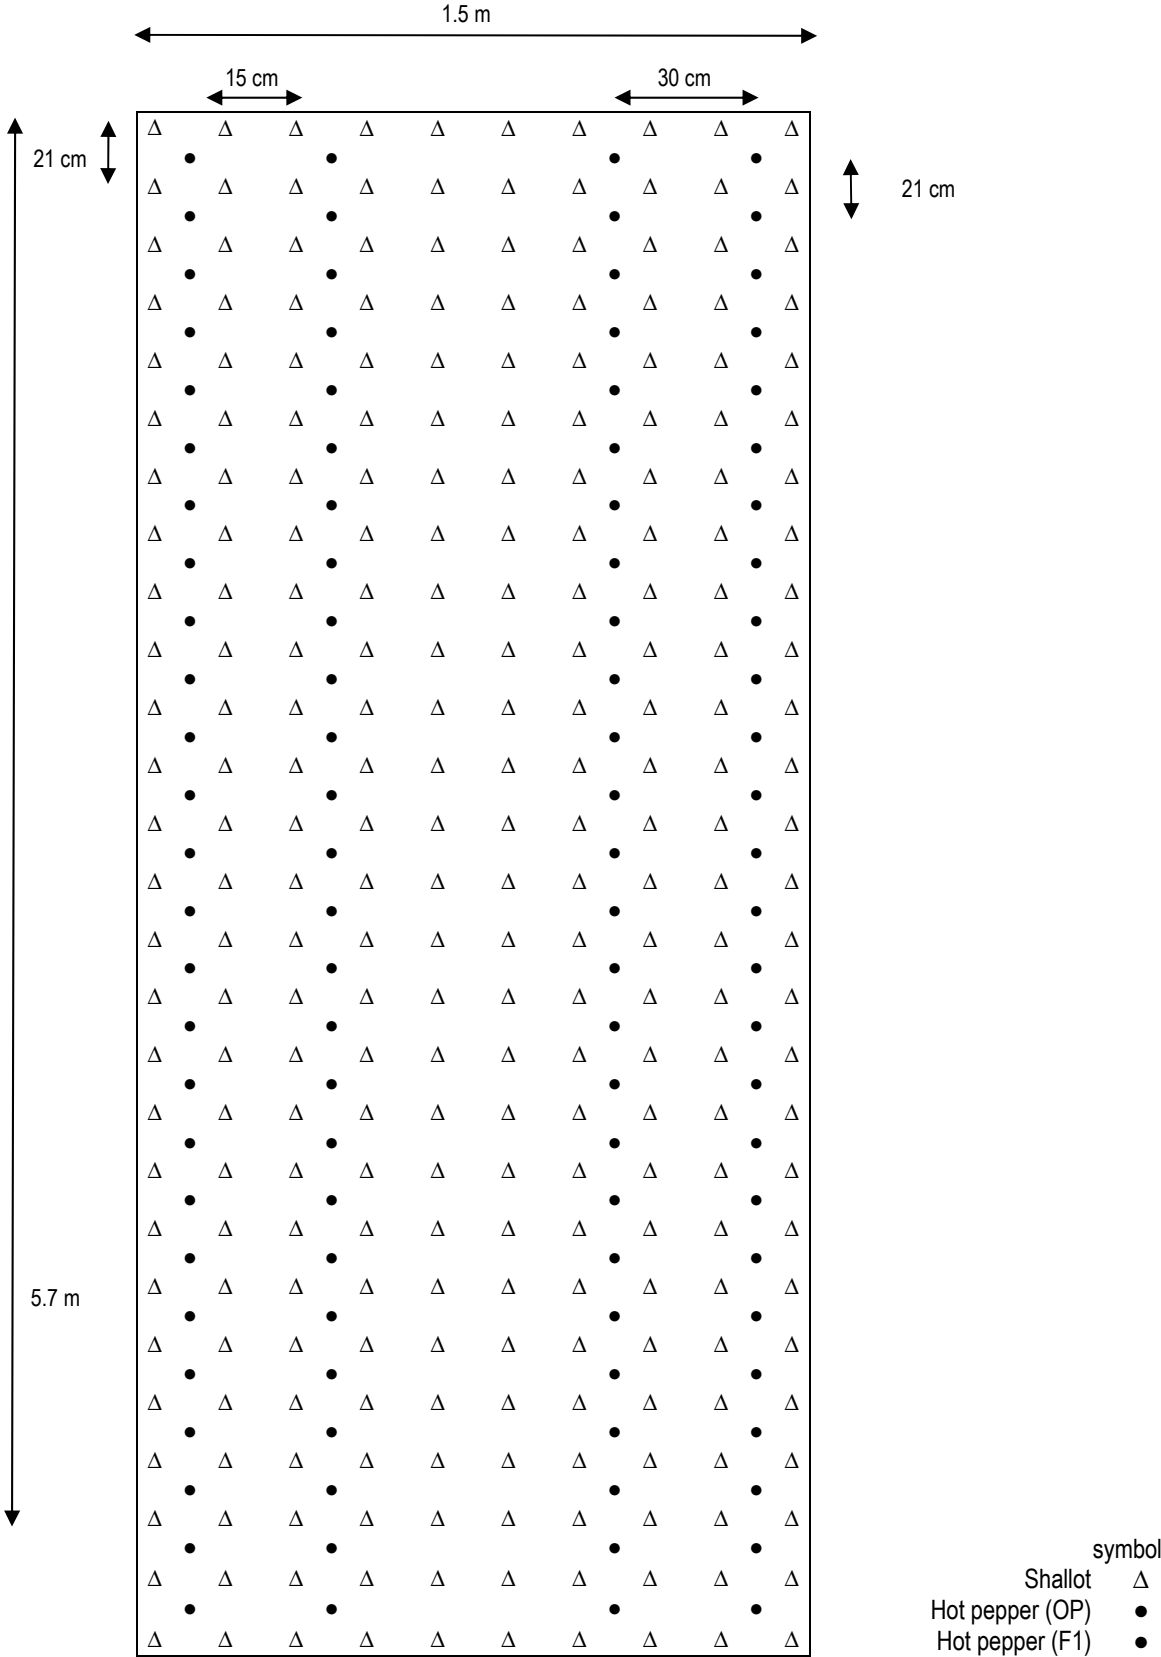 1.5 m
15 cm
30 cm
21 cm
21 cm
5.7 m
symbol
Shallot Δ
Hot pepper (OP) ●
Hot pepper (F1) ●